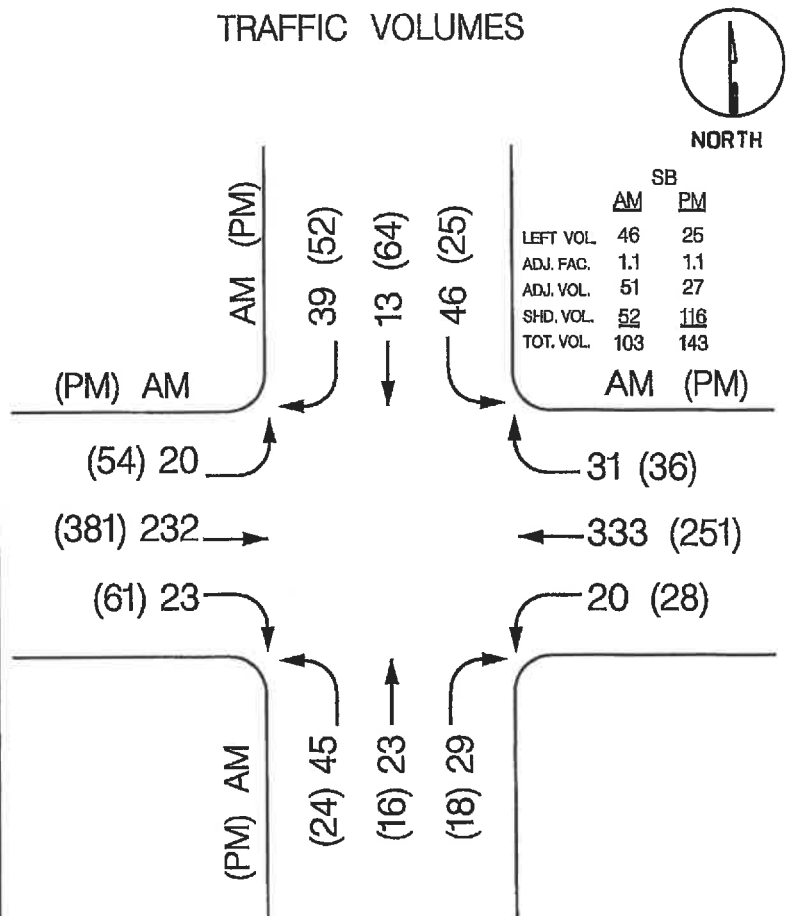 TRAFFIC VOLUMES
NORTH
SB
AM PM
LEFT VOL. 46 25
ADJ. FAC. 1.1 1.1
ADJ. VOL. 51 27
SHD. VOL. 52 116
TOT. VOL. 103 143
AM (PM)
39 (52)
13 (64)
46 (25)
(PM) AM
AM (PM)
(54) 20
31 (36)
(381) 232
333 (251)
(61) 23
20 (28)
(PM) AM
(24) 45
(16) 23
(18) 29